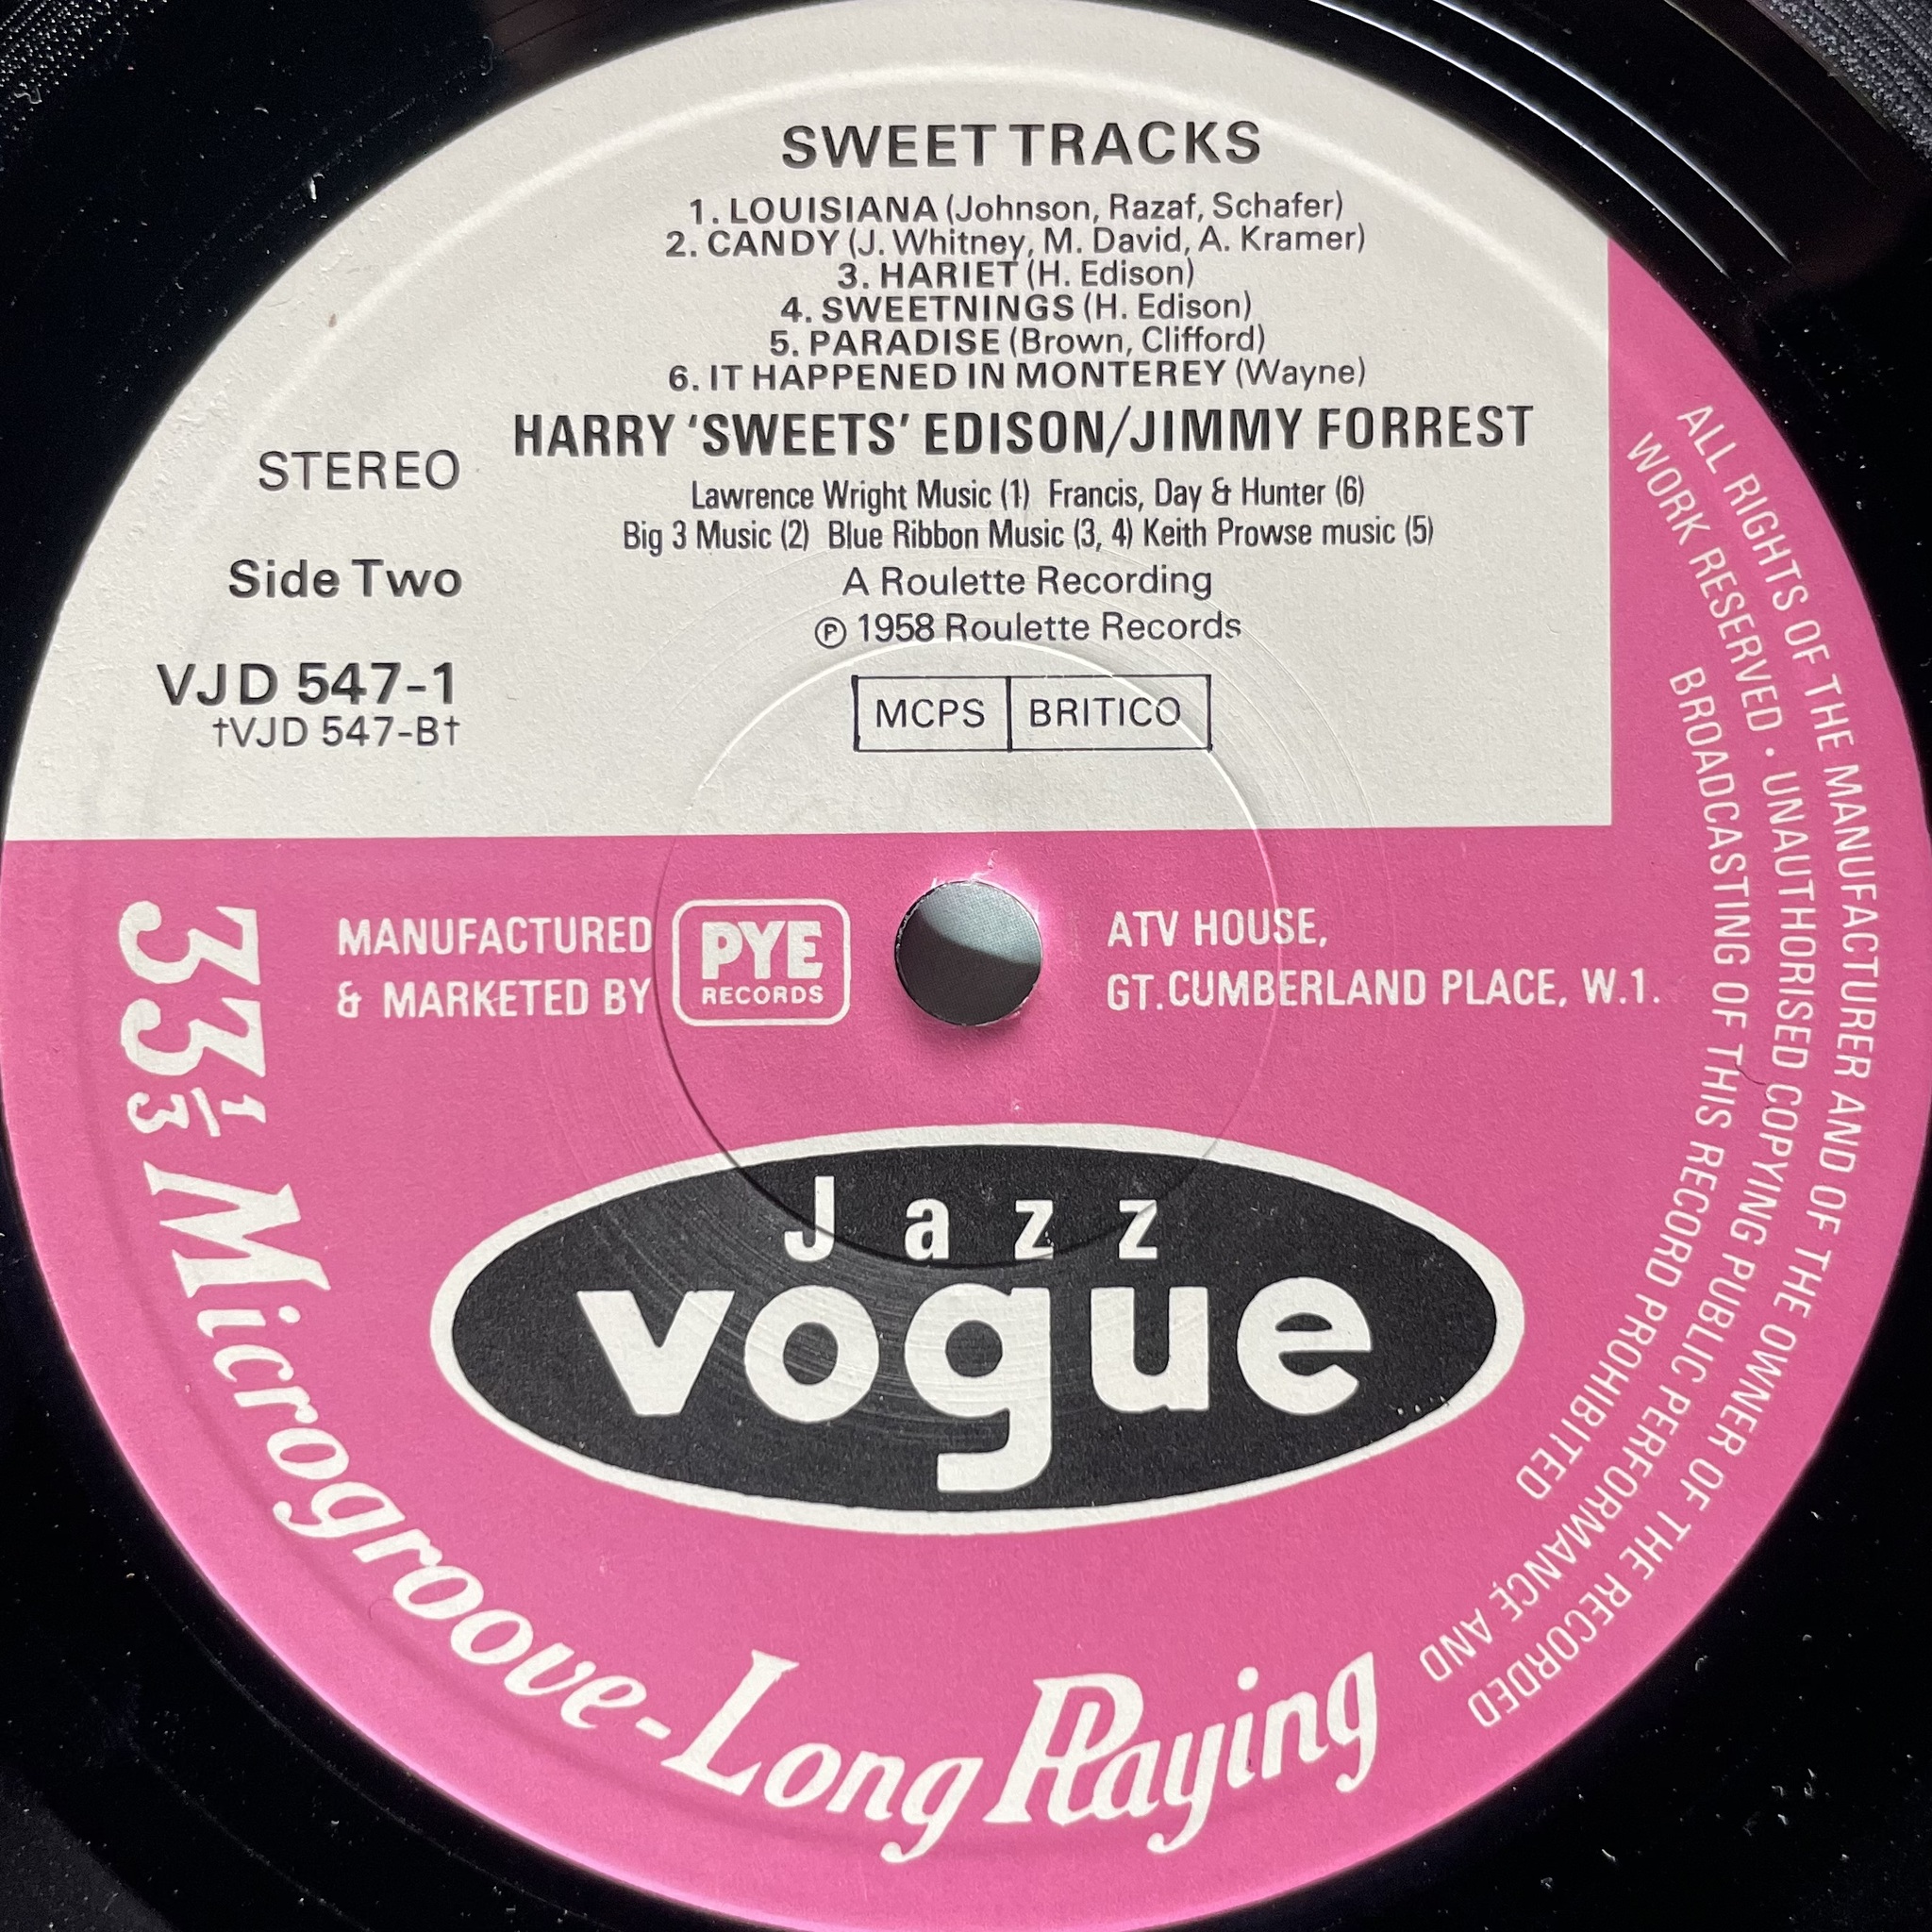 SWEET TRACKS
1. LOUISIANA (Johnson, Razaf, Schafer)
2. CANDY (J. Whitney, M. David, A. Kramer)
3. HARIET (H. Edison)
4. SWEETNINGS (H. Edison)
5. PARADISE (Brown, Clifford)
6. IT HAPPENED IN MONTEREY (Wayne)
HARRY ‘SWEETS’ EDISON/JIMMY FORREST
STEREO
Lawrence Wright Music (1) Francis, Day & Hunter (6)
Big 3 Music (2) Blue Ribbon Music (3, 4) Keith Prowse music (5)
Side Two
A Roulette Recording
℗ 1958 Roulette Records
VJD 547-1
†VJD 547-B†
MCPS BRITICO
MANUFACTURED
& MARKETED BY
PYE
RECORDS
ATV HOUSE,
GT. CUMBERLAND PLACE, W.1.
Jazz
vogue
33⅓ Microgroove-Long Playing
ALL RIGHTS OF THE MANUFACTURER AND OF THE OWNER OF THE RECORDED
WORK RESERVED · UNAUTHORISED COPYING PUBLIC PERFORMANCE AND
BROADCASTING OF THIS RECORD PROHIBITED